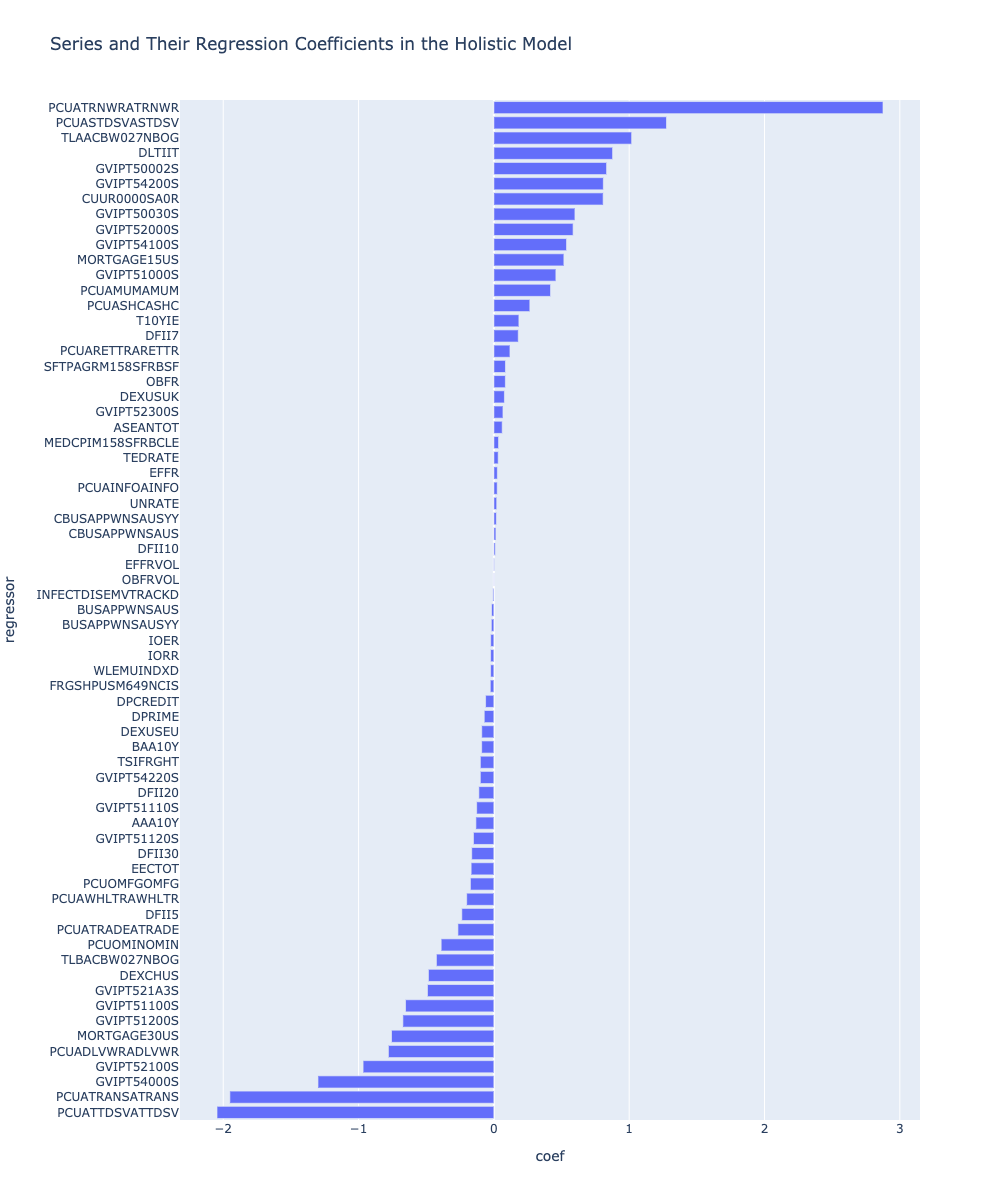 Series and Their Regression Coefficients in the Holistic Model
PCUATRNWRATRNWR
PCUASTDSVASTDSV
TLAACBW027NBOG
DLTIIT
GVIPT50002S
GVIPT54200S
CUUR0000SA0R
GVIPT50030S
GVIPT52000S
GVIPT54100S
MORTGAGE15US
GVIPT51000S
PCUAMUMAMUM
PCUASHCASHC
T10YIE
DFII7
PCUARETTRARETTR
SFTPAGRM158SFRBSF
OBFR
DEXUSUK
GVIPT52300S
ASEANTOT
MEDCPIM158SFRBCLE
TEDRATE
EFFR
PCUAINFOAINFO
UNRATE
CBUSAPPWNSAUSYY
CBUSAPPWNSAUS
DFII10
EFFRVOL
OBFRVOL
INFECTDISEMVTRACKD
BUSAPPWNSAUS
BUSAPPWNSAUSYY
IOER
IORR
WLEMUINDXD
FRGSHPUSM649NCIS
DPCREDIT
DPRIME
DEXUSEU
BAA10Y
TSIFRGHT
GVIPT54220S
DFII20
GVIPT51110S
AAA10Y
GVIPT51120S
DFII30
EECTOT
PCUOMFGOMFG
PCUAWHLTRAWHLTR
DFII5
PCUATRADEATRADE
PCUOMINOMIN
TLBACBW027NBOG
DEXCHUS
GVIPT521A3S
GVIPT51100S
GVIPT51200S
MORTGAGE30US
PCUADLVWRADLVWR
GVIPT52100S
GVIPT54000S
PCUATRANSATRANS
PCUATTDSVATTDSV
regressor
−2 −1 0 1 2 3
coef